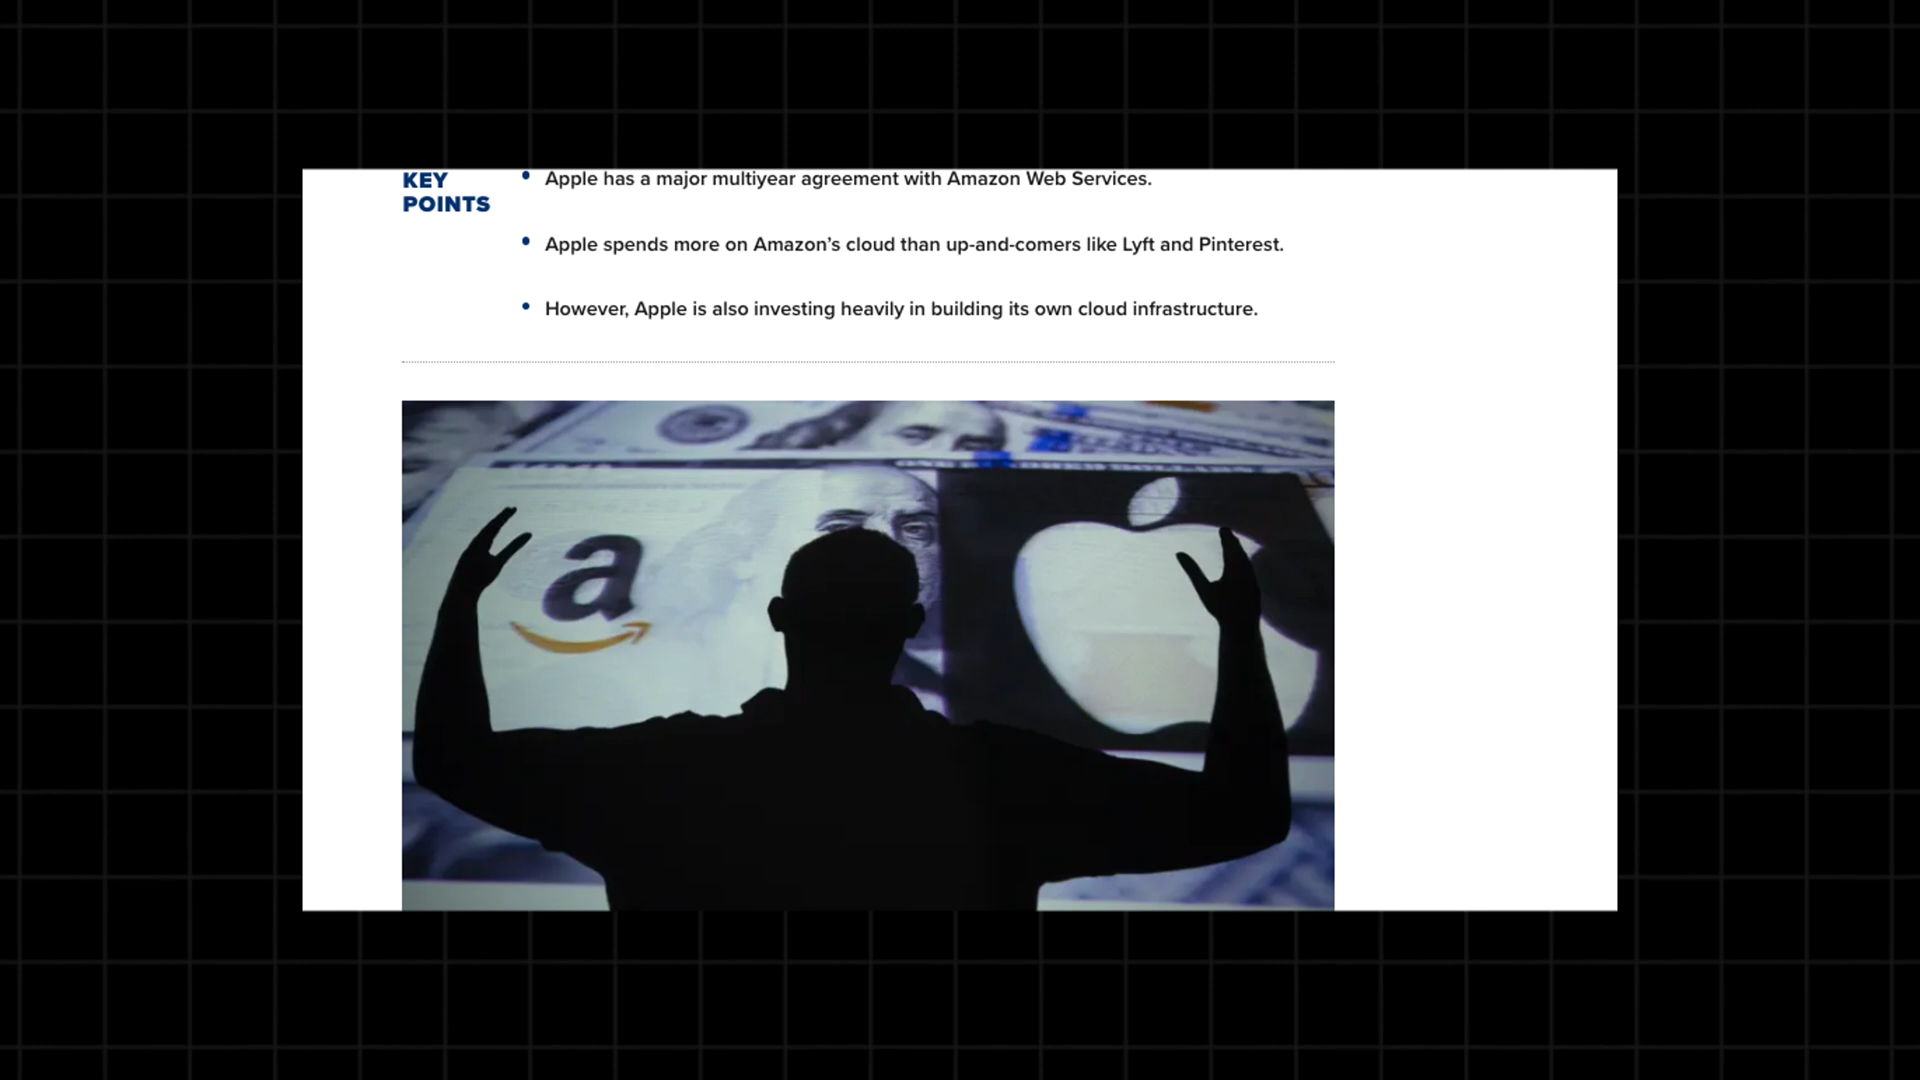 KEY
POINTS
• Apple has a major multiyear agreement with Amazon Web Services.
• Apple spends more on Amazon’s cloud than up-and-comers like Lyft and Pinterest.
• However, Apple is also investing heavily in building its own cloud infrastructure.
a